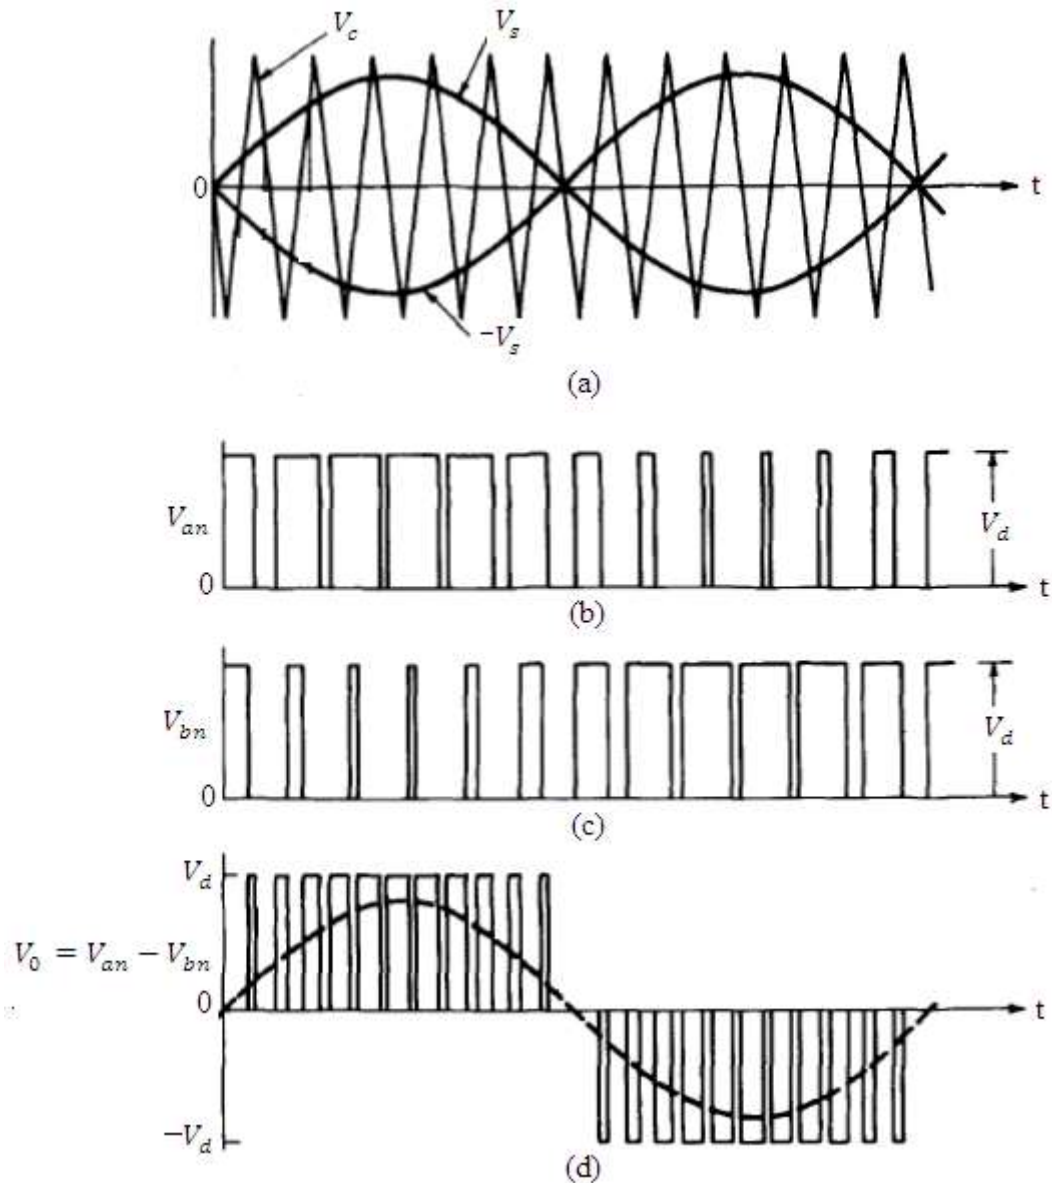 V_c
V_s
0
t
-V_s
(a)
V_an
V_d
0
t
(b)
V_bn
V_d
0
t
(c)
V_d
V_0 = V_an - V_bn
0
t
-V_d
(d)